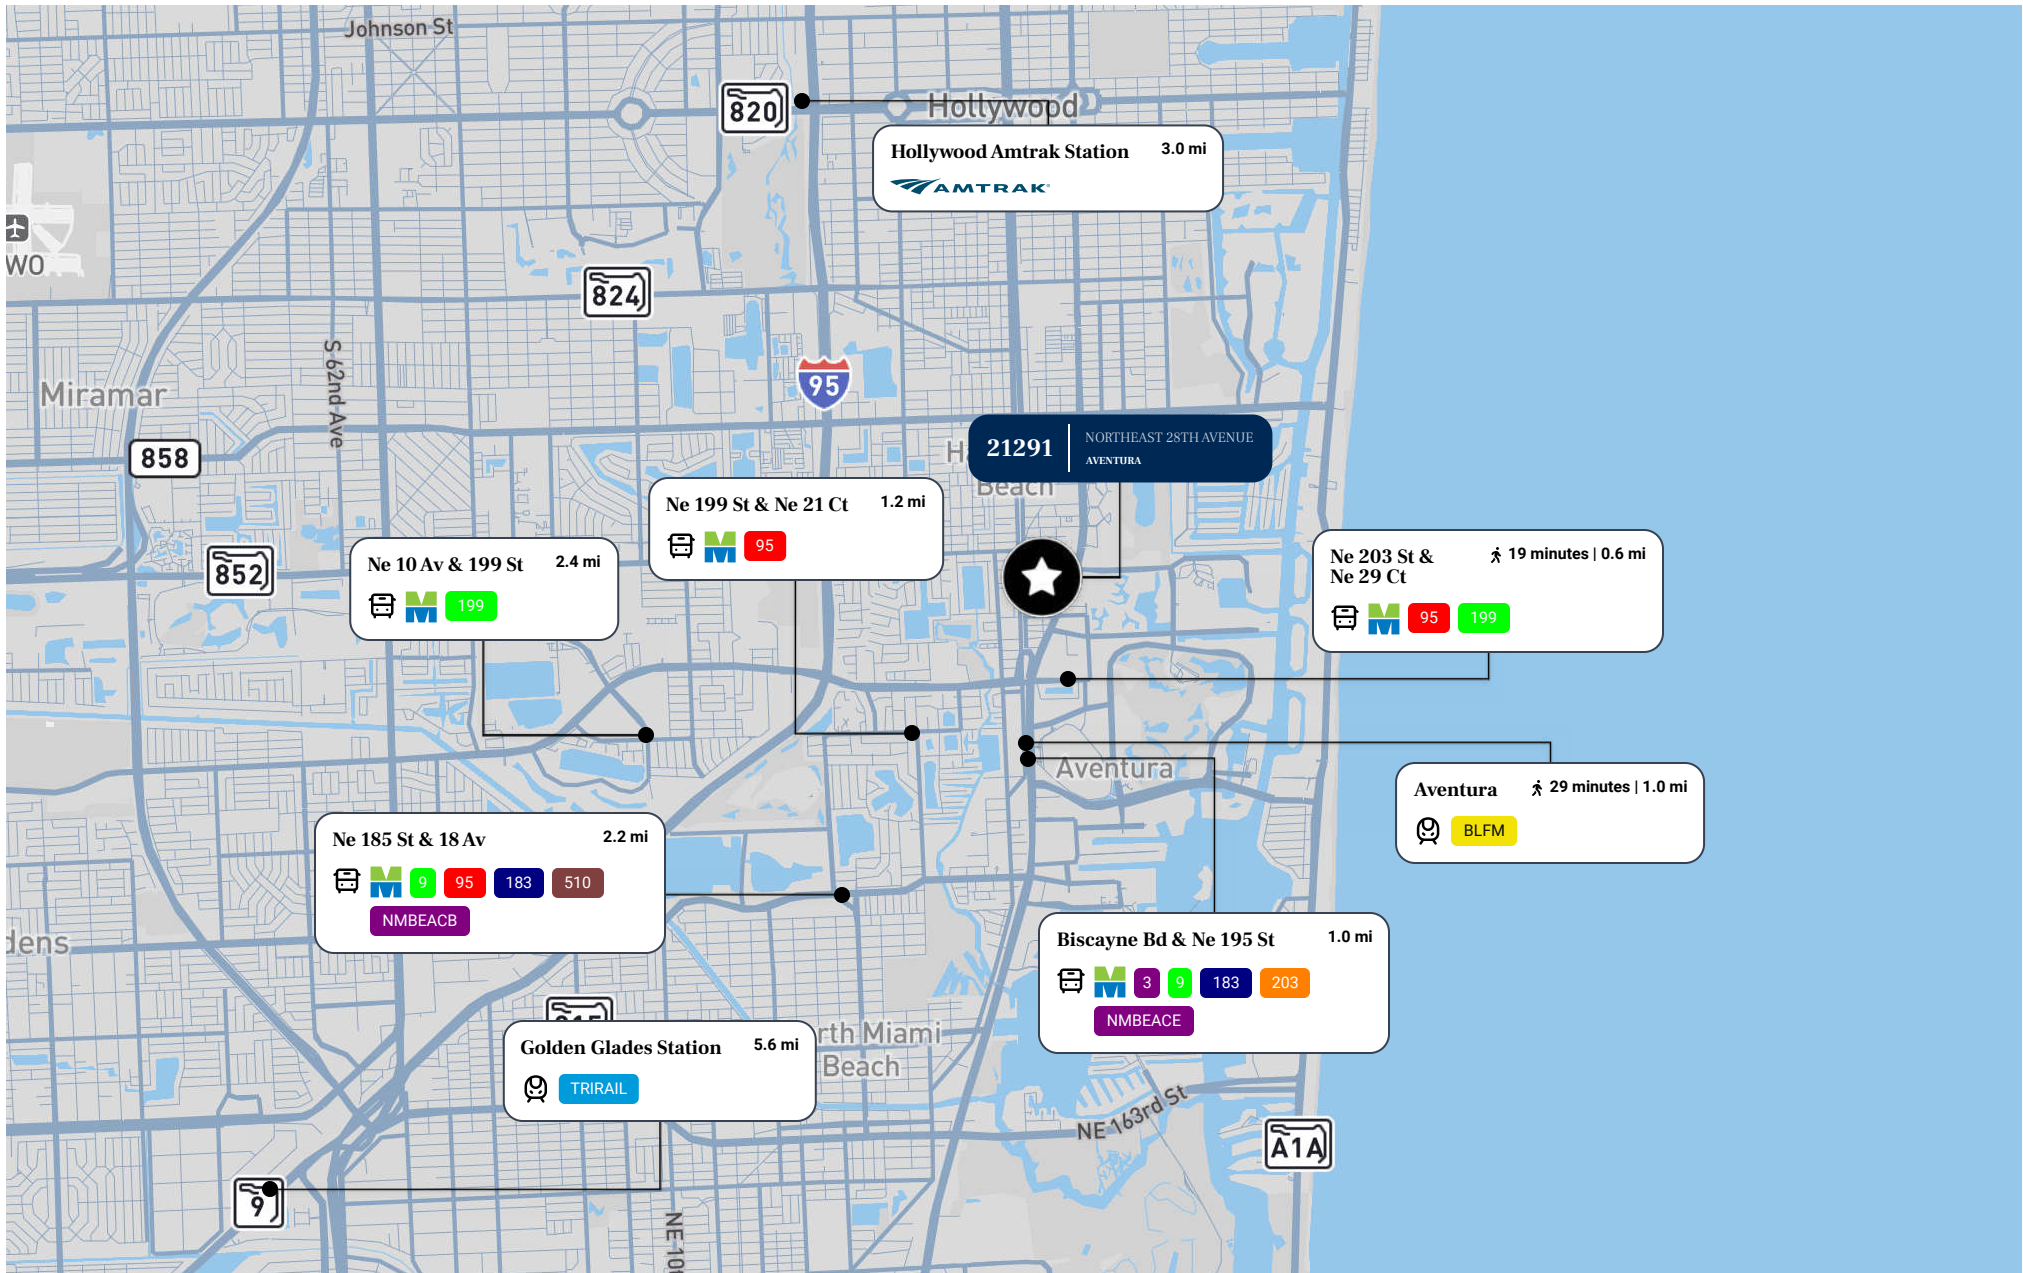 Johnson St
820
Hollywood
Hollywood Amtrak Station 3.0 mi
AMTRAK
WO
824
S 62nd Ave
95
Miramar
858
21291 NORTHEAST 28TH AVENUE
AVENTURA
Beach
Ne 199 St & Ne 21 Ct 1.2 mi
95
852
Ne 10 Av & 199 St 2.4 mi
199
Ne 203 St &
Ne 29 Ct
19 minutes | 0.6 mi
95 199
Aventura
Aventura 29 minutes | 1.0 mi
BLFM
Ne 185 St & 18 Av 2.2 mi
9 95 183 510
NMBEACB
dens
Biscayne Bd & Ne 195 St 1.0 mi
3 9 183 203
NMBEACE
rth Miami
Beach
Golden Glades Station 5.6 mi
TRIRAIL
NE 163rd St
A1A
9
NE 10